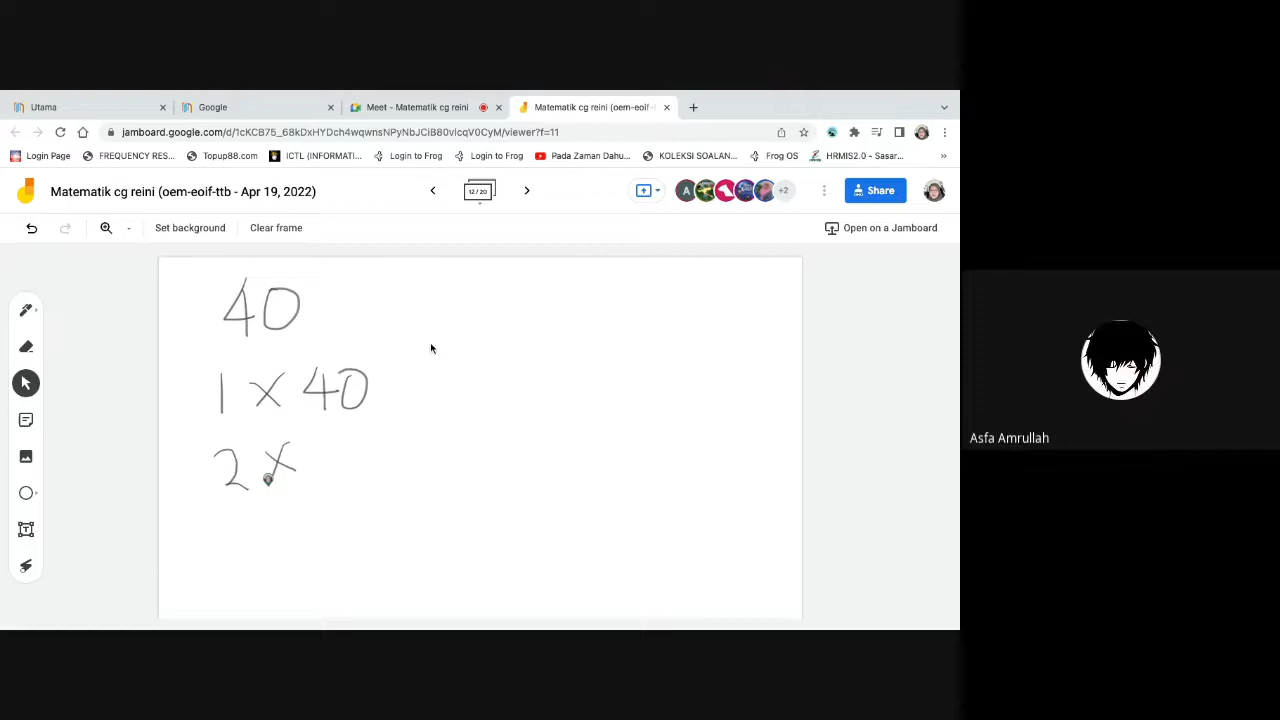 Utama
Google
Meet - Matematik cg reini
Matematik cg reini (oem-eoif-t
jamboard.google.com/d/1cKCB75_68kDxHYDch4wqwnsNPyNbJCiB80vIcqV0CyM/viewer?f=11
Login Page
FREQUENCY RES...
Topup88.com
ICTL (INFORMATI...
Login to Frog
Login to Frog
Pada Zaman Dahu...
KOLEKSI SOALAN...
Frog OS
HRMIS2.0 - Sasar...
»
Matematik cg reini (oem-eoif-ttb - Apr 19, 2022)
12 / 20
A
+2
Share
Set background
Clear frame
Open on a Jamboard
40
1 x 40
2 x
Asfa Amrullah